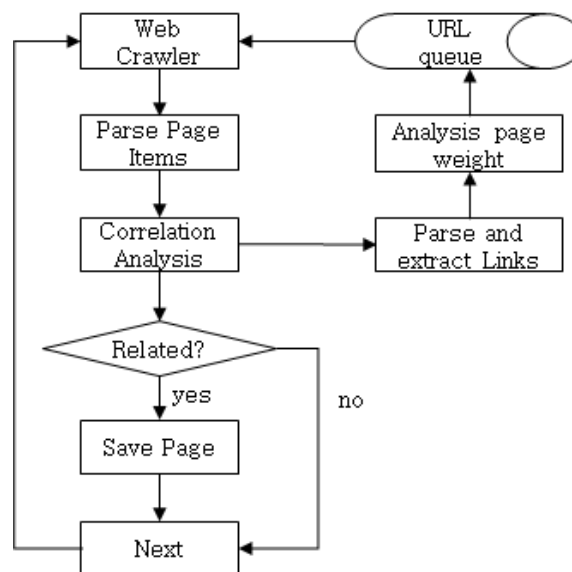 Web
Crawler
URL
queue
Parse Page
Items
Analysis page
weight
Correlation
Analysis
Parse and
extract Links
Related?
yes
no
Save Page
Next